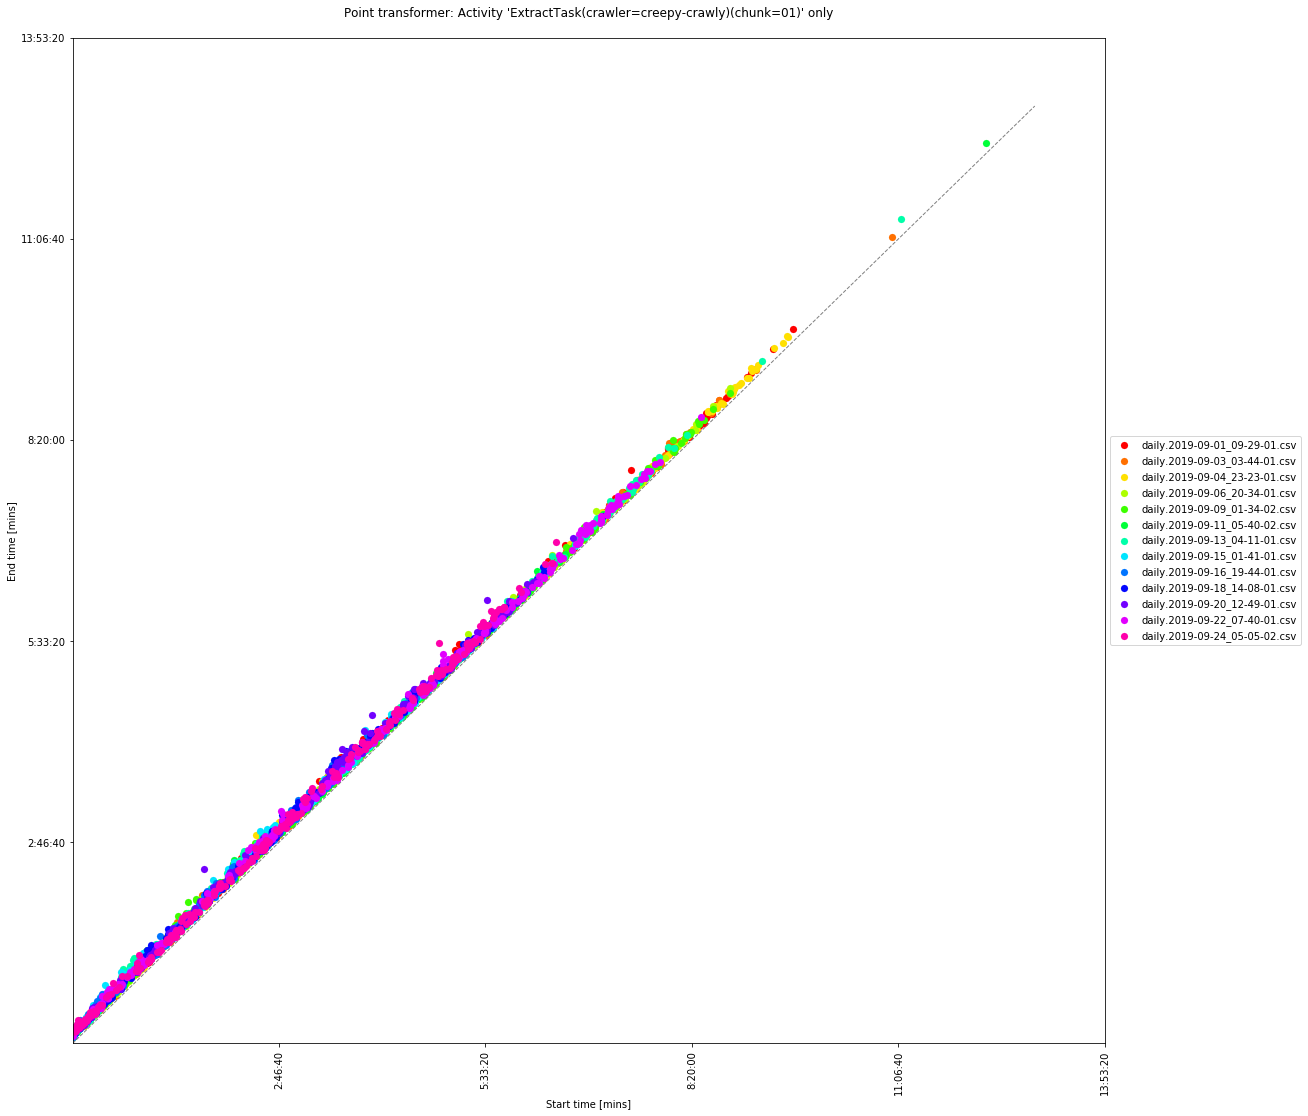 Point transformer: Activity 'ExtractTask(crawler=creepy-crawly)(chunk=01)' only
13:53:20
11:06:40
8:20:00
5:33:20
2:46:40
End time [mins]
daily.2019-09-01_09-29-01.csv
daily.2019-09-03_03-44-01.csv
daily.2019-09-04_23-23-01.csv
daily.2019-09-06_20-34-01.csv
daily.2019-09-09_01-34-02.csv
daily.2019-09-11_05-40-02.csv
daily.2019-09-13_04-11-01.csv
daily.2019-09-15_01-41-01.csv
daily.2019-09-16_19-44-01.csv
daily.2019-09-18_14-08-01.csv
daily.2019-09-20_12-49-01.csv
daily.2019-09-22_07-40-01.csv
daily.2019-09-24_05-05-02.csv
2:46:40
5:33:20
8:20:00
11:06:40
13:53:20
Start time [mins]